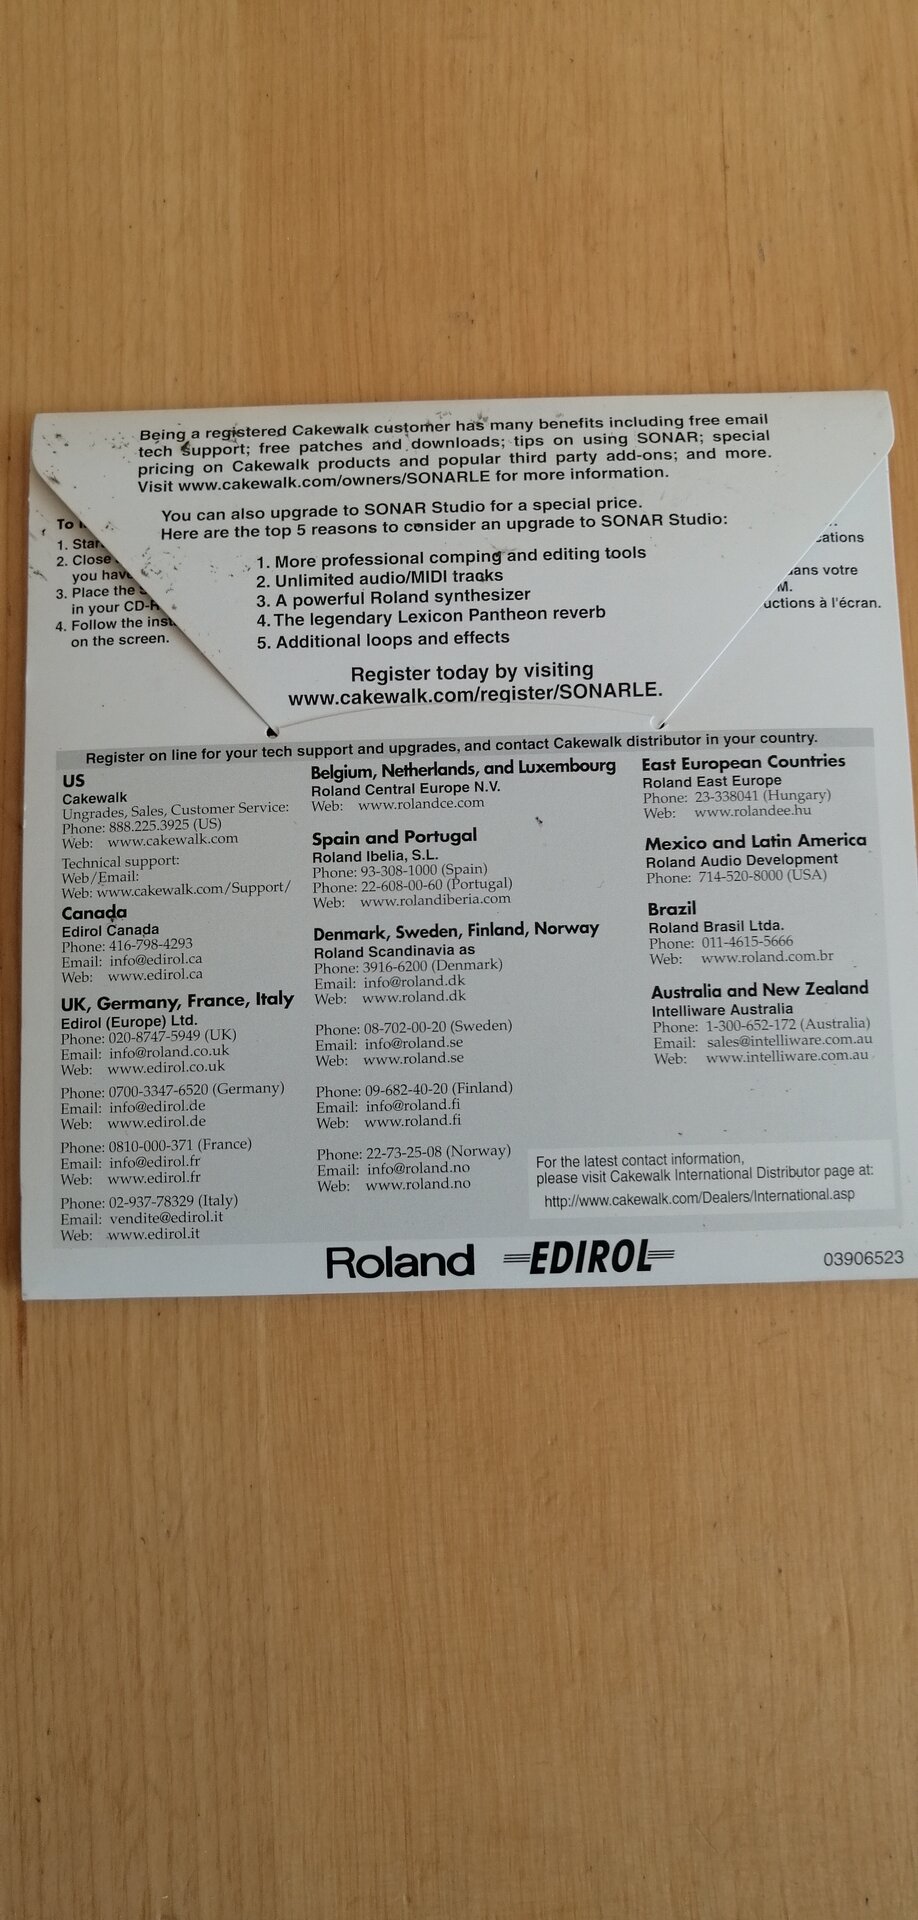 Being a registered Cakewalk customer has many benefits including free email
tech support; free patches and downloads; tips on using SONAR; special
pricing on Cakewalk products and popular third party add-ons; and more.
Visit www.cakewalk.com/owners/SONARLE for more information.
You can also upgrade to SONAR Studio for a special price.
Here are the top 5 reasons to consider an upgrade to SONAR Studio:
1. More professional comping and editing tools
2. Unlimited audio/MIDI tracks
3. A powerful Roland synthesizer
4. The legendary Lexicon Pantheon reverb
5. Additional loops and effects
Register today by visiting
www.cakewalk.com/register/SONARLE.
To
1. Star
2. Close
you have
3. Place the
in your CD-R
4. Follow the inst
on the screen.
ations
ans votre
M.
uctions à l'écran.
Register on line for your tech support and upgrades, and contact Cakewalk distributor in your country.
US
Cakewalk
Ungrades, Sales, Customer Service:
Phone: 888.225.3925 (US)
Web: www.cakewalk.com
Technical support:
Web/Email:
Web: www.cakewalk.com/Support/
Canada
Edirol Canada
Phone: 416-798-4293
Email: info@edirol.ca
Web: www.edirol.ca
UK, Germany, France, Italy
Edirol (Europe) Ltd.
Phone: 020-8747-5949 (UK)
Email: info@roland.co.uk
Web: www.edirol.co.uk
Phone: 0700-3347-6520 (Germany)
Email: info@edirol.de
Web: www.edirol.de
Phone: 0810-000-371 (France)
Email: info@edirol.fr
Web: www.edirol.fr
Phone: 02-937-78329 (Italy)
Email: vendite@edirol.it
Web: www.edirol.it
Belgium, Netherlands, and Luxembourg
Roland Central Europe N.V.
Web: www.rolandce.com
Spain and Portugal
Roland Ibelia, S.L.
Phone: 93-308-1000 (Spain)
Phone: 22-608-00-60 (Portugal)
Web: www.rolandiberia.com
Denmark, Sweden, Finland, Norway
Roland Scandinavia as
Phone: 3916-6200 (Denmark)
Email: info@roland.dk
Web: www.roland.dk
Phone: 08-702-00-20 (Sweden)
Email: info@roland.se
Web: www.roland.se
Phone: 09-682-40-20 (Finland)
Email: info@roland.fi
Web: www.roland.fi
Phone: 22-73-25-08 (Norway)
Email: info@roland.no
Web: www.roland.no
East European Countries
Roland East Europe
Phone: 23-338041 (Hungary)
Web: www.rolandee.hu
Mexico and Latin America
Roland Audio Development
Phone: 714-520-8000 (USA)
Brazil
Roland Brasil Ltda.
Phone: 011-4615-5666
Web: www.roland.com.br
Australia and New Zealand
Intelliware Australia
Phone: 1-300-652-172 (Australia)
Email: sales@intelliware.com.au
Web: www.intelliware.com.au
For the latest contact information,
please visit Cakewalk International Distributor page at:
http://www.cakewalk.com/Dealers/International.asp
Roland EDIROL 03906523